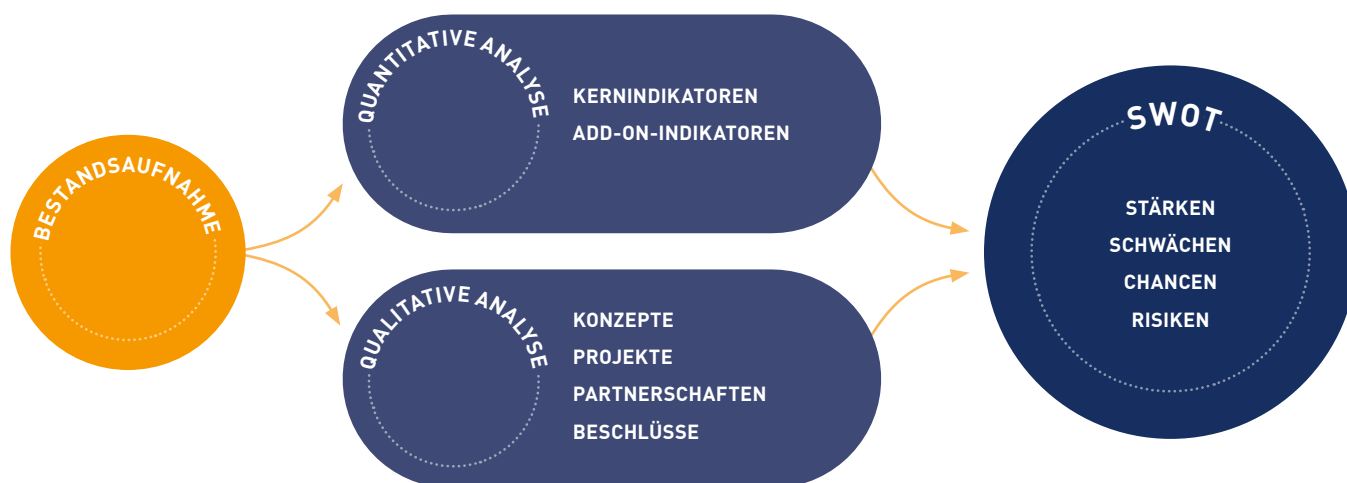 BESTANDSAUFNAHME
QUANTITATIVE ANALYSE
KERNINDIKATOREN
ADD-ON-INDIKATOREN
QUALITATIVE ANALYSE
KONZEPTE
PROJEKTE
PARTNERSCHAFTEN
BESCHLÜSSE
SWOT
STÄRKEN
SCHWÄCHEN
CHANCEN
RISIKEN